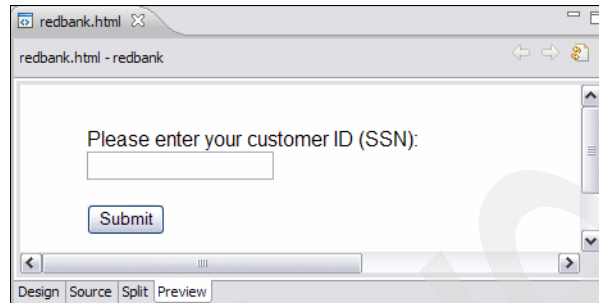 redbank.html
redbank.html - redbank
Please enter your customer ID (SSN):
Submit
Design Source Split Preview